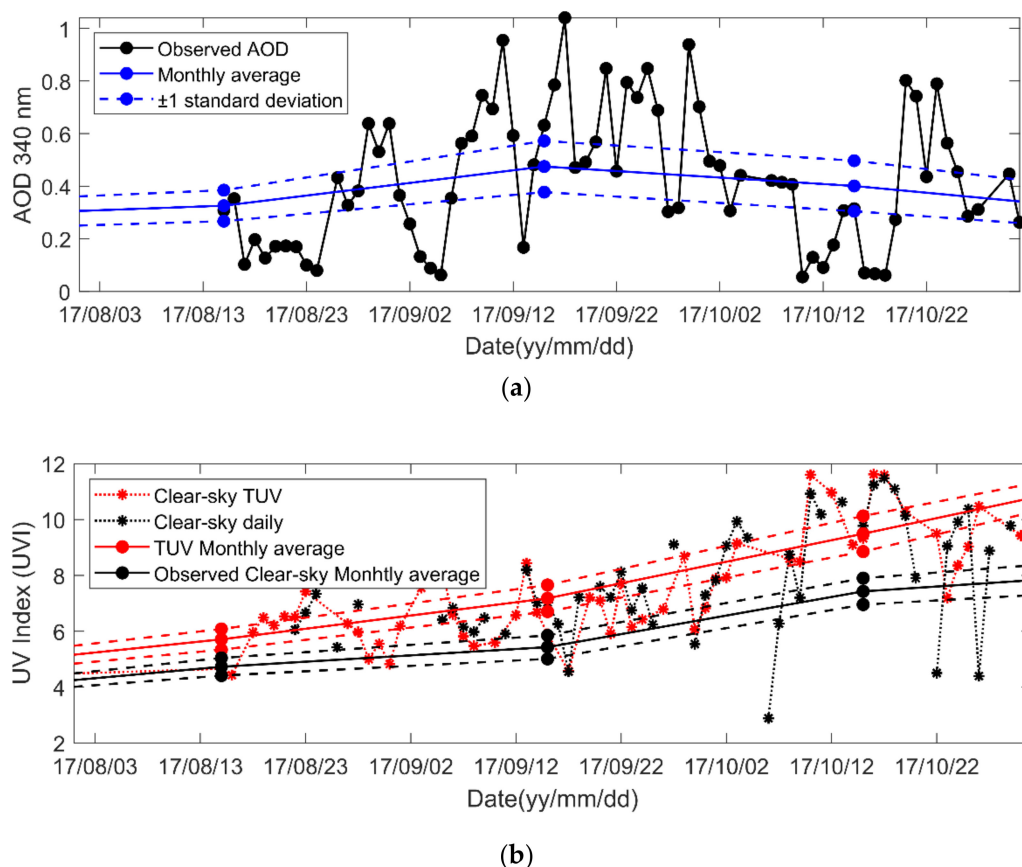 1
0.8
0.6
0.4
0.2
0
AOD 340 nm
Observed AOD
Monthly average
±1 standard deviation
17/08/03 17/08/13 17/08/23 17/09/02 17/09/12 17/09/22 17/10/02 17/10/12 17/10/22
Date(yy/mm/dd)
(a)
12
10
8
6
4
2
UV Index (UVI)
Clear-sky TUV
Clear-sky daily
TUV Monthly average
Observed Clear-sky Monhtly average
17/08/03 17/08/13 17/08/23 17/09/02 17/09/12 17/09/22 17/10/02 17/10/12 17/10/22
Date(yy/mm/dd)
(b)